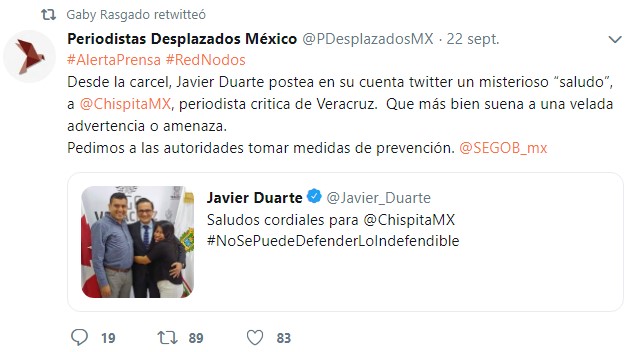 Gaby Rasgado retwitteó
Periodistas Desplazados México @PDesplazadosMX · 22 sept.
#AlertaPrensa #RedNodos
Desde la carcel, Javier Duarte postea en su cuenta twitter un misterioso “saludo”,
a @ChispitaMX, periodista critica de Veracruz.  Que más bien suena a una velada
advertencia o amenaza.
Pedimos a las autoridades tomar medidas de prevención. @SEGOB_mx
Javier Duarte @Javier_Duarte
Saludos cordiales para @ChispitaMX
#NoSePuedeDefenderLoIndefendible
VERACRUZ
19 89 83